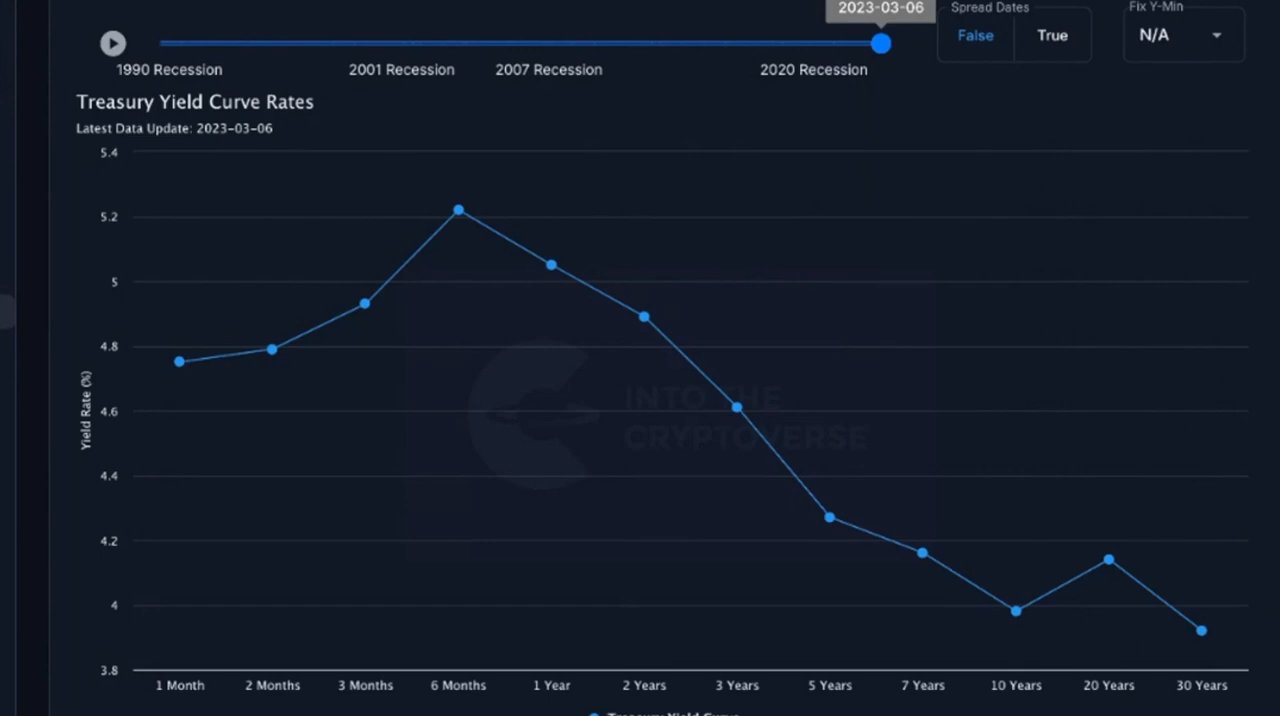 2023-03-06
Spread Dates
Fix Y-Min
False
True
N/A
1990 Recession
2001 Recession
2007 Recession
2020 Recession
Treasury Yield Curve Rates
Latest Data Update: 2023-03-06
5.4
5.2
5
4.8
4.6
4.4
4.2
4
3.8
Yield Rate (%)
INTO THE
CRYPTOVERSE
1 Month
2 Months
3 Months
6 Months
1 Year
2 Years
3 Years
5 Years
7 Years
10 Years
20 Years
30 Years
Treasury Yield Curve